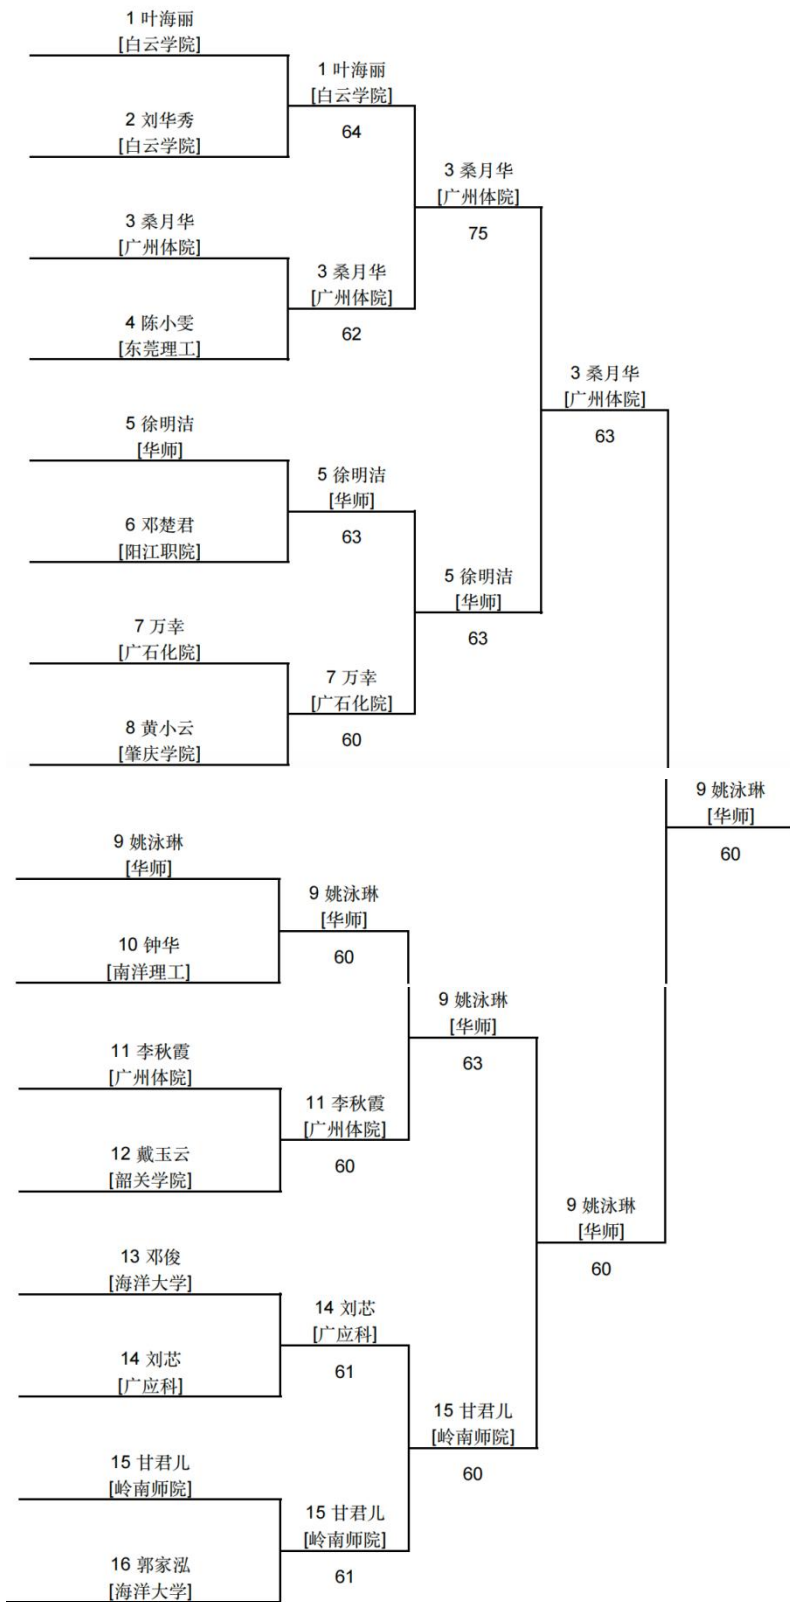 1 叶海丽
[白云学院]
1 叶海丽
[白云学院]
2 刘华秀
[白云学院]
64
3 桑月华
[广州体院]
75
3 桑月华
[广州体院]
3 桑月华
[广州体院]
62
4 陈小雯
[东莞理工]
3 桑月华
[广州体院]
63
5 徐明洁
[华师]
5 徐明洁
[华师]
63
6 邓楚君
[阳江职院]
5 徐明洁
[华师]
63
7 万幸
[广石化院]
7 万幸
[广石化院]
60
8 黄小云
[肇庆学院]
9 姚泳琳
[华师]
60
9 姚泳琳
[华师]
9 姚泳琳
[华师]
60
10 钟华
[南洋理工]
9 姚泳琳
[华师]
63
11 李秋霞
[广州体院]
11 李秋霞
[广州体院]
60
12 戴玉云
[韶关学院]
9 姚泳琳
[华师]
60
13 邓俊
[海洋大学]
14 刘芯
[广应科]
61
14 刘芯
[广应科]
15 甘君儿
[岭南师院]
60
15 甘君儿
[岭南师院]
15 甘君儿
[岭南师院]
61
16 郭家泓
[海洋大学]